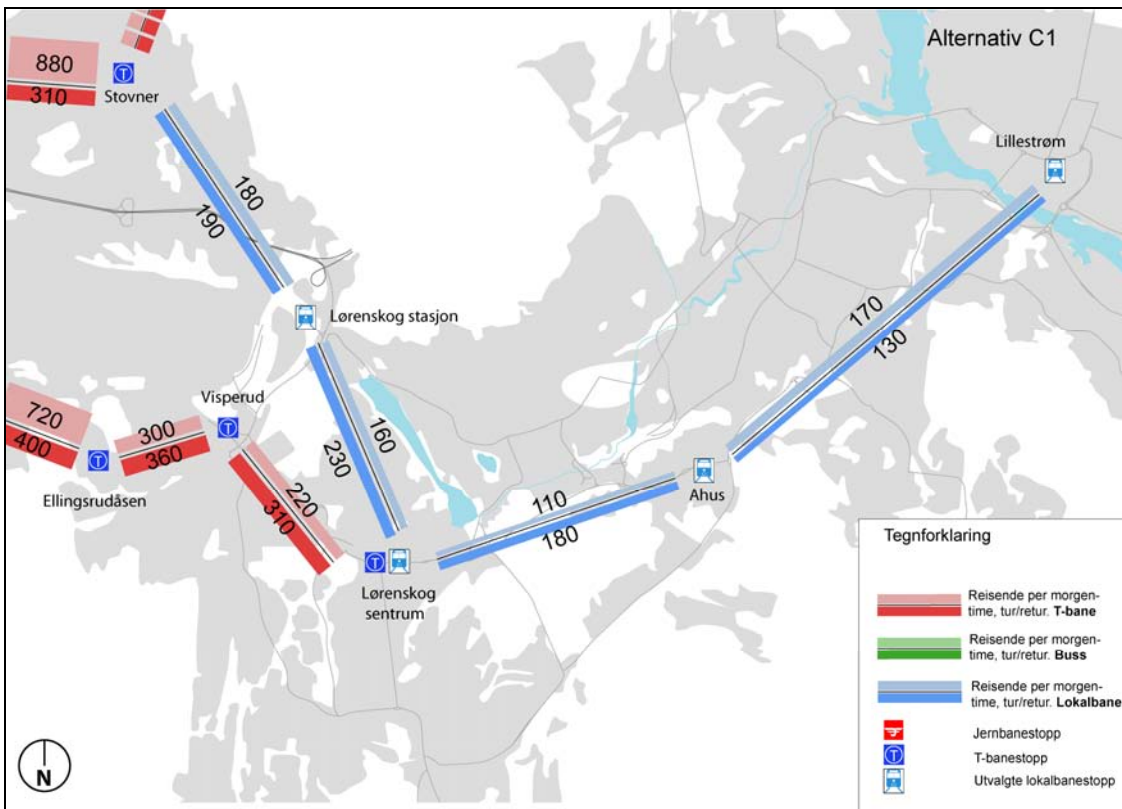 Alternativ C1
880
310
Stovner
Lillestrøm
180
190
Lørenskog stasjon
170
130
Visperud
720
400
300
360
160
230
Ellingsrudåsen
220
310
110
180
Ahus
Lørenskog
sentrum
Tegnforklaring
Reisende per morgen-
time, tur/retur. T-bane
Reisende per morgen-
time, tur/retur. Buss
Reisende per morgen-
time, tur/retur. Lokalbane
Jernbanestopp
T-banestopp
Utvalgte lokalbanestopp
T
T
T
T
T
N